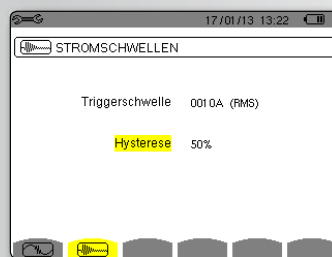 17/01/13 13:22
STROMSCHWELLEN
Triggerschwelle 0010A (RMS)
Hysterese 50%